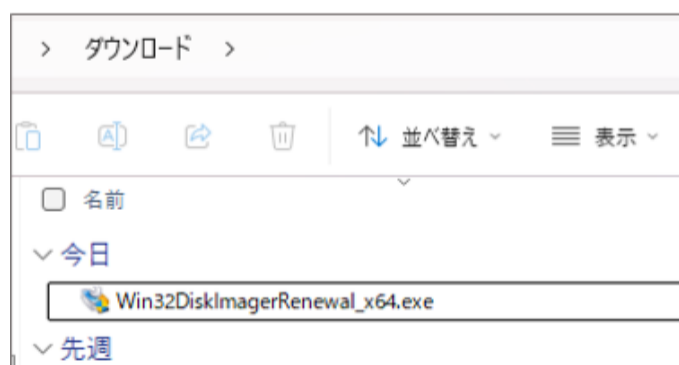 ダウンロード
並べ替え 表示
名前
今日
Win32DiskImagerRenewal_x64.exe
先週